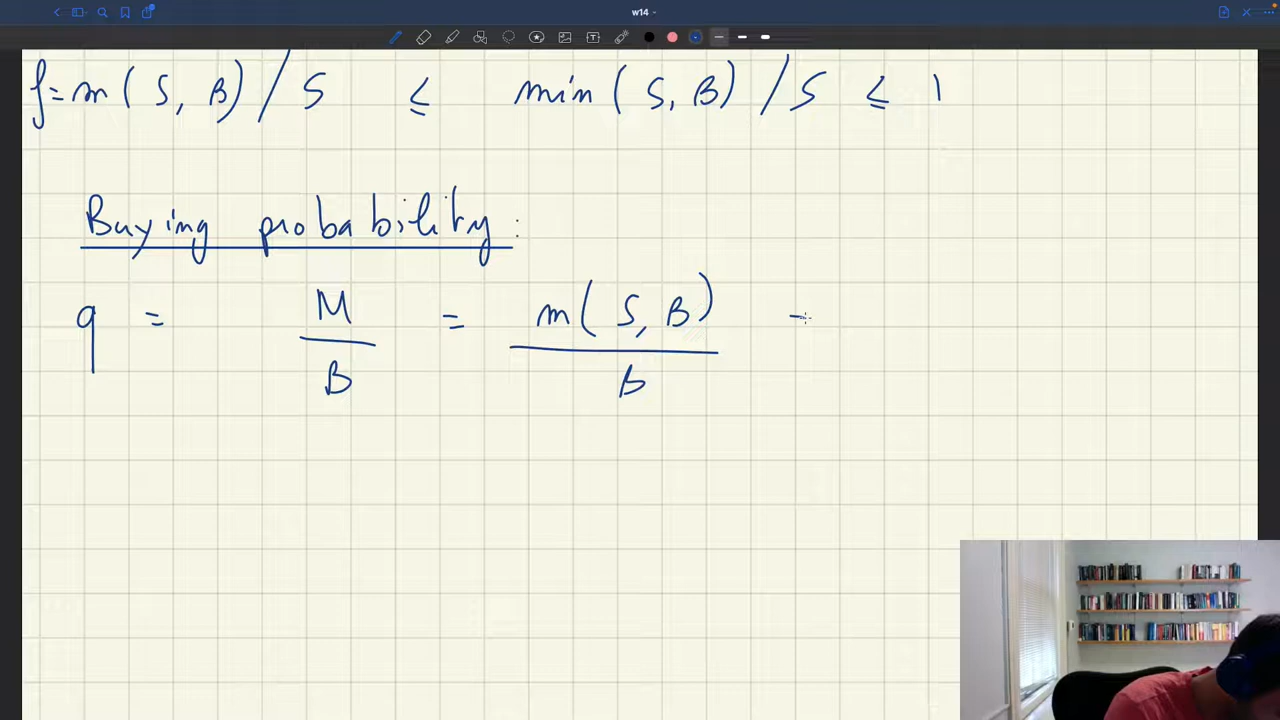 w14
f = m ( S, B ) / S ≤ min ( S, B ) / S ≤ 1
Buying probability:
q = M / B = m ( S, B ) / B =